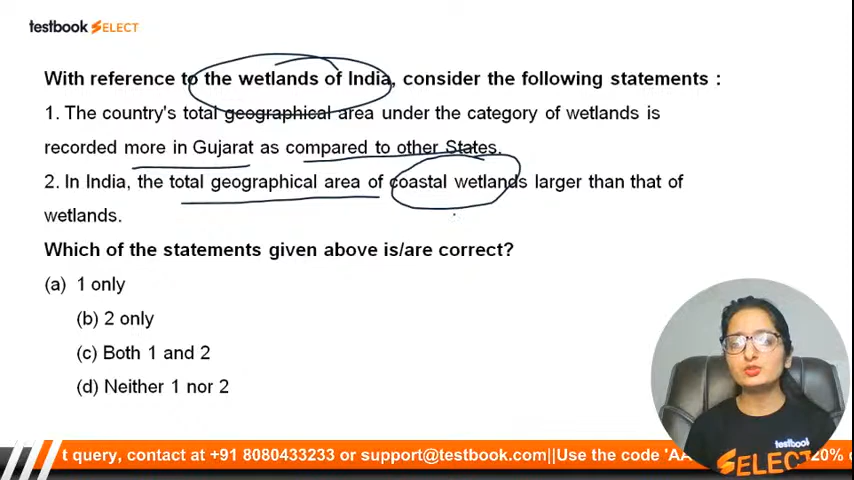 testbook SELECT
With reference to the wetlands of India, consider the following statements :
1. The country's total geographical area under the category of wetlands is
recorded more in Gujarat as compared to other States.
2. In India, the total geographical area of coastal wetlands larger than that of
wetlands.
Which of the statements given above is/are correct?
(a) 1 only
(b) 2 only
(c) Both 1 and 2
(d) Neither 1 nor 2
testbook
SELECT
t query, contact at +91 8080433233 or support@testbook.com||Use the code 'AA 20%